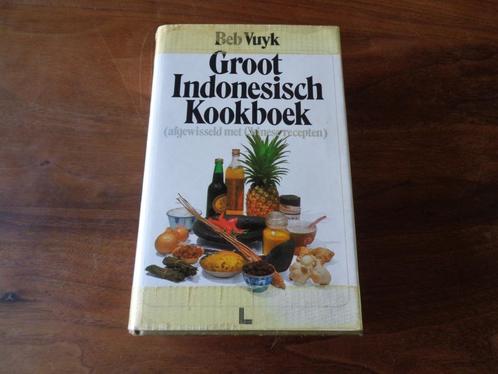 Beb Vuyk
Groot
Indonesisch
Kookboek
(afgewisseld met Chinese recepten)
L